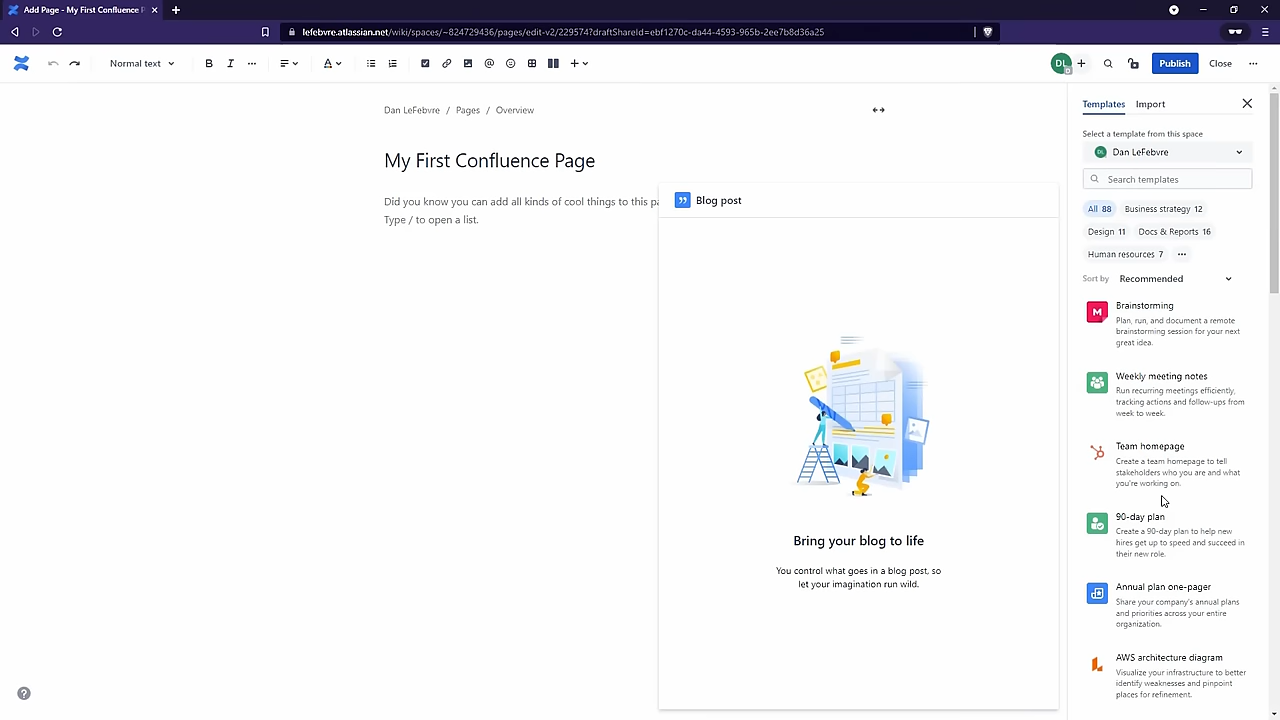 Add Page - My First Confluence P
lefebvre.atlassian.net/wiki/spaces/~824729436/pages/edit-v2/229574?draftShareId=ebf1270c-da44-4593-965b-2ee7b8d36a25
Normal text
B
I
A
DL
Publish
Close
Dan LeFebvre / Pages / Overview
My First Confluence Page
Did you know you can add all kinds of cool things to this pa
Type / to open a list.
Blog post
Bring your blog to life
You control what goes in a blog post, so
let your imagination run wild.
Templates
Import
Select a template from this space
DL Dan LeFebvre
Search templates
All 88
Business strategy 12
Design 11
Docs & Reports 16
Human resources 7
Sort by Recommended
M
Brainstorming
Plan, run, and document a remote
brainstorming session for your next
great idea.
Weekly meeting notes
Run recurring meetings efficiently,
tracking actions and follow-ups from
week to week.
Team homepage
Create a team homepage to tell
stakeholders who you are and what
you're working on.
90-day plan
Create a 90-day plan to help new
hires get up to speed and succeed in
their new role.
Annual plan one-pager
Share your company's annual plans
and priorities across your entire
organization.
AWS architecture diagram
Visualize your infrastructure to better
identify weaknesses and pinpoint
places for refinement.